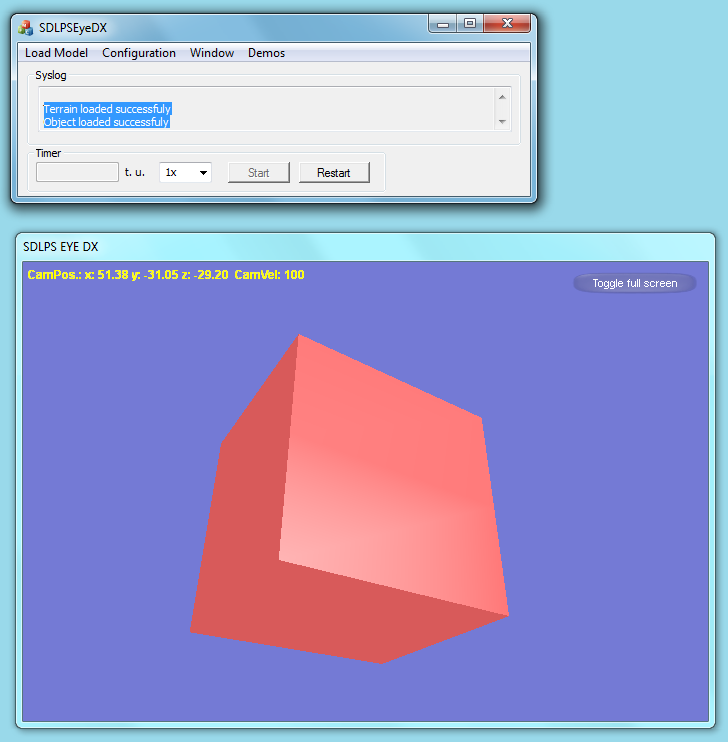 SDLPSEyeDX
Load Model Configuration Window Demos
Syslog
Terrain loaded successfuly
Object loaded successfuly
Timer
t. u. 1x Start Restart
SDLPS EYE DX
CamPos.: x: 51.38 y: -31.05 z: -29.20 CamVel: 100
Toggle full screen